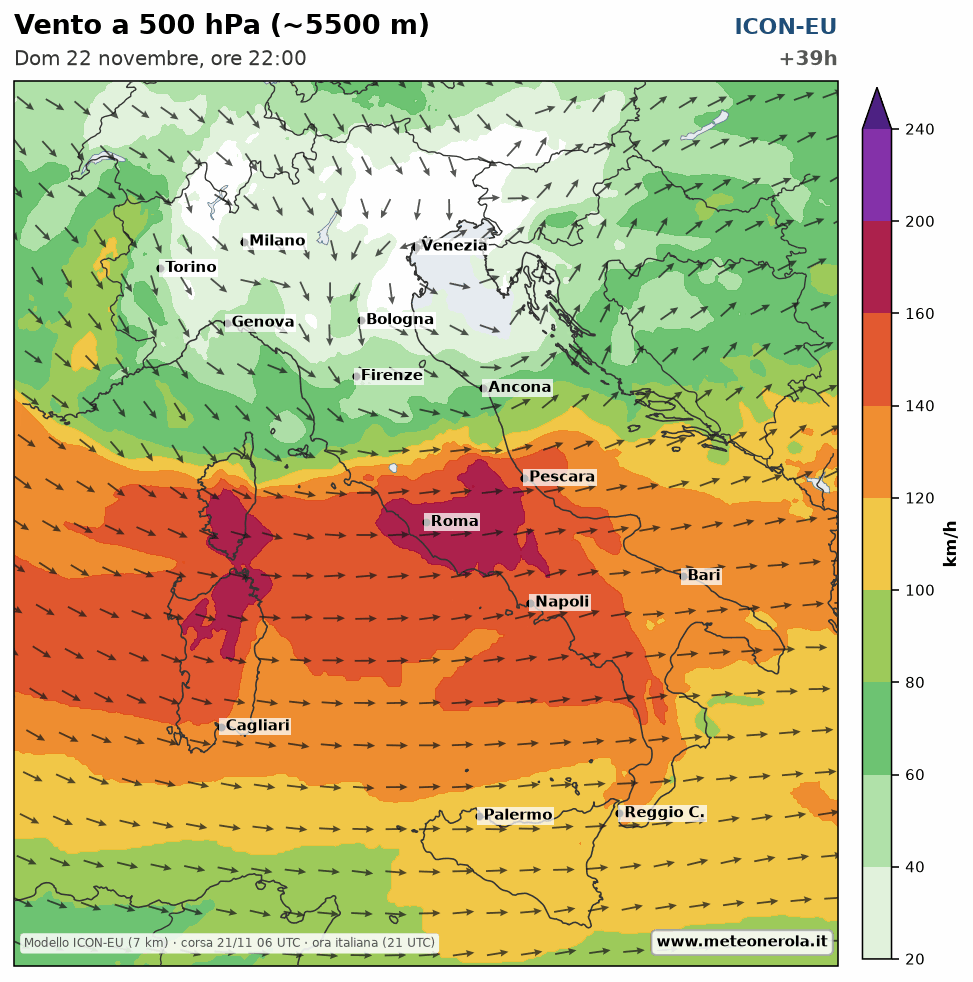 Vento a 500 hPa (~5500 m)
ICON-EU
Dom 22 novembre, ore 22:00
+39h
240
200
160
140
120
100
80
60
40
20
km/h
Milano
Venezia
Torino
Genova
Bologna
Firenze
Ancona
Pescara
Roma
Bari
Napoli
Cagliari
Palermo
Reggio C.
Modello ICON-EU (7 km) · corsa 21/11 06 UTC · ora italiana (21 UTC)
www.meteonerola.it